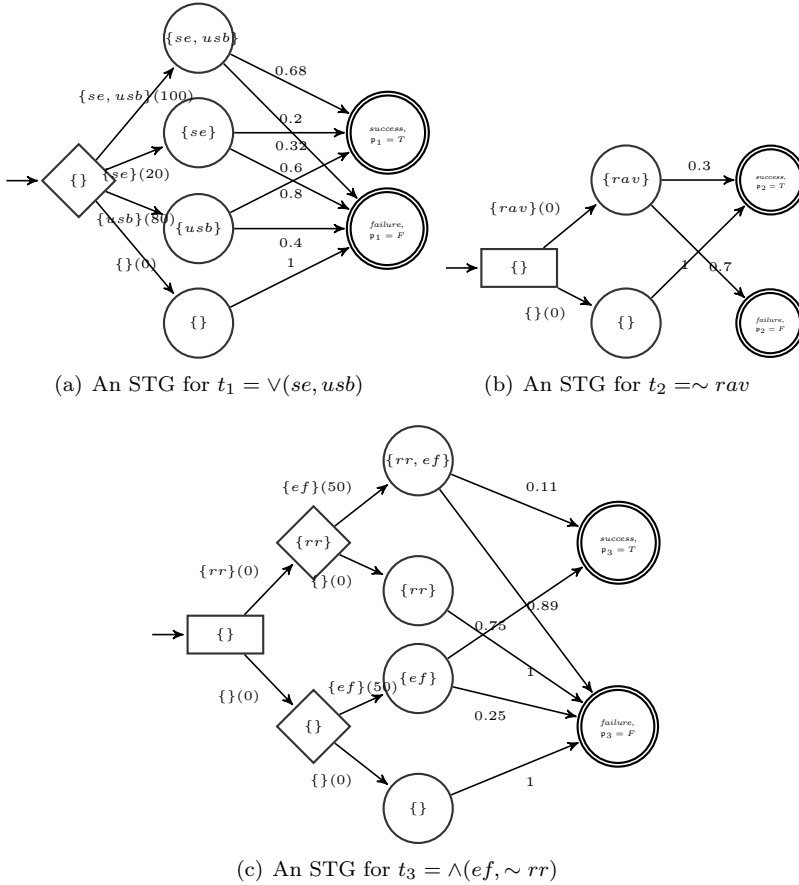 {se, usb}
0.68
{se, usb}(100)
0.2
success,
p₁ = T
{se}
0.32
{}
{se}(20)
0.6
0.8
{usb}(80)
{usb}
failure,
p₁ = F
0.4
{}(0)
1
{}
(a) An STG for t₁ = ∨(se, usb)
{rav}
0.3
success,
p₂ = T
{rav}(0)
{}
1
0.7
{}(0)
{}
failure,
p₂ = F
(b) An STG for t₂ =∼ rav
{rr, ef}
{ef}(50)
0.11
{rr}
success,
p₃ = T
{rr}(0)
{}(0)
{rr}
0.89
0.75
{}
{ef}
1
{}(0)
{ef}(50)
0.25
{}
failure,
p₃ = F
{}(0)
1
{}
(c) An STG for t₃ = ∧(ef, ∼ rr)